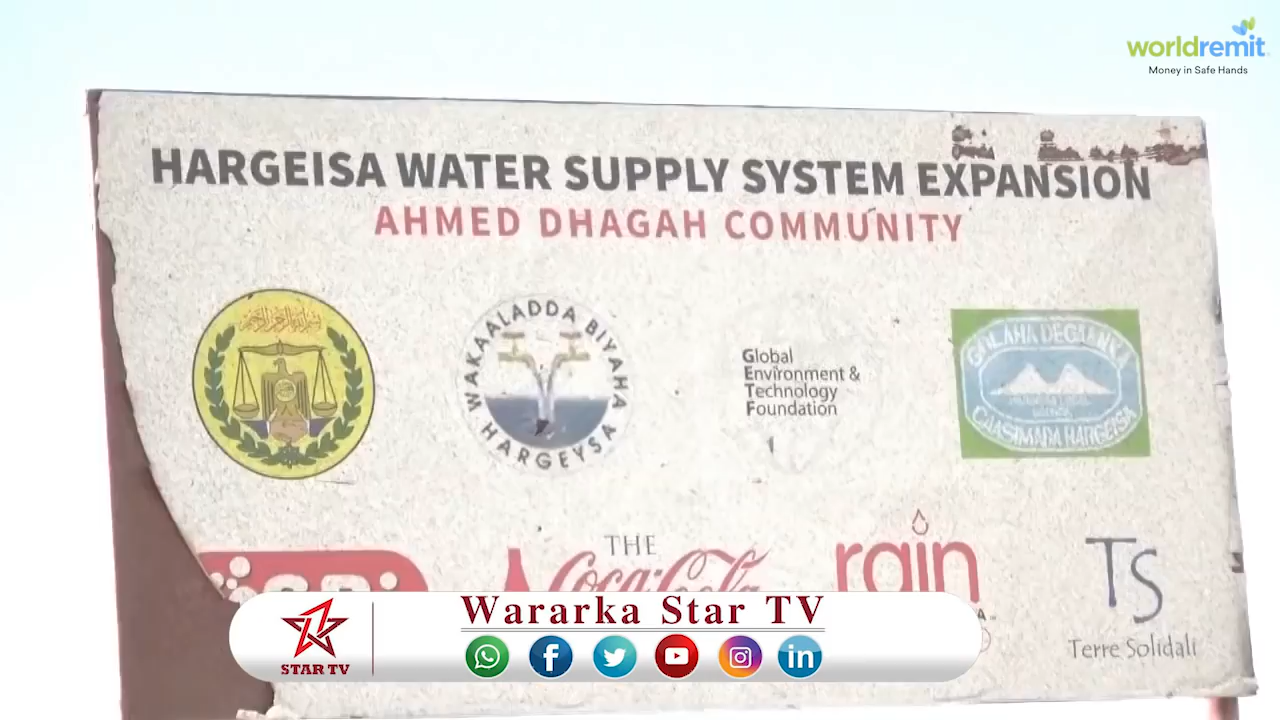 worldremit
Money in Safe Hands
HARGEISA WATER SUPPLY SYSTEM EXPANSION
AHMED DHAGAH COMMUNITY
WAKAALADDA BIYAHA
HARGEYSA
Global
Environment &
Technology
Foundation
GOLAHA DEGAANKA
CAASIMADA HARGEISA
THE
Coca-Cola
rain
TS
Terre Solidali
Wararka Star TV
STAR TV